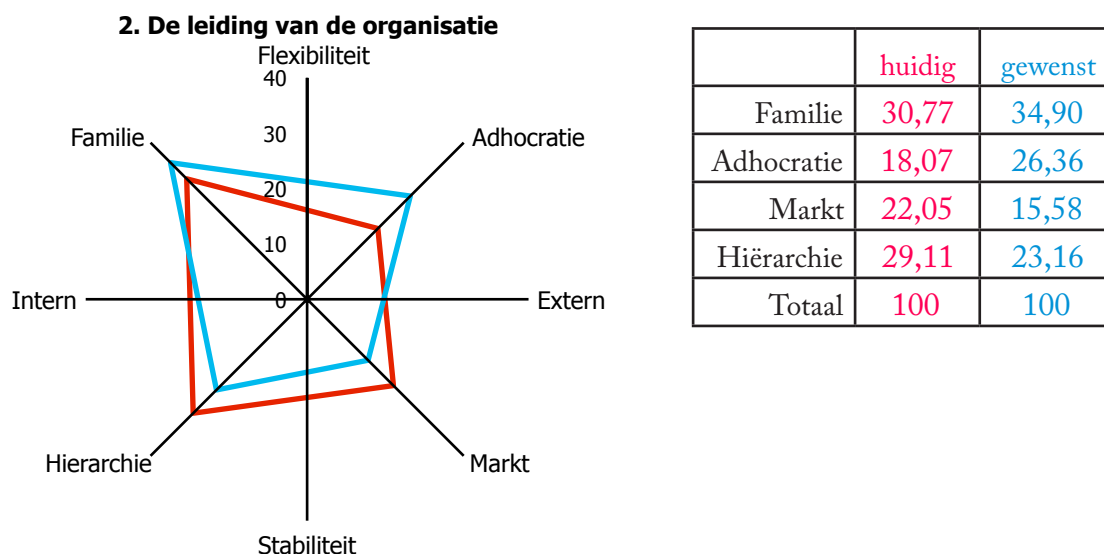 2. De leiding van de organisatie
Flexibiliteit
40
30
20
10
0
Familie
Adhocratie
Intern
Extern
Hierarchie
Markt
Stabiliteit
huidig gewenst
Familie 30,77 34,90
Adhocratie 18,07 26,36
Markt 22,05 15,58
Hiërarchie 29,11 23,16
Totaal 100 100